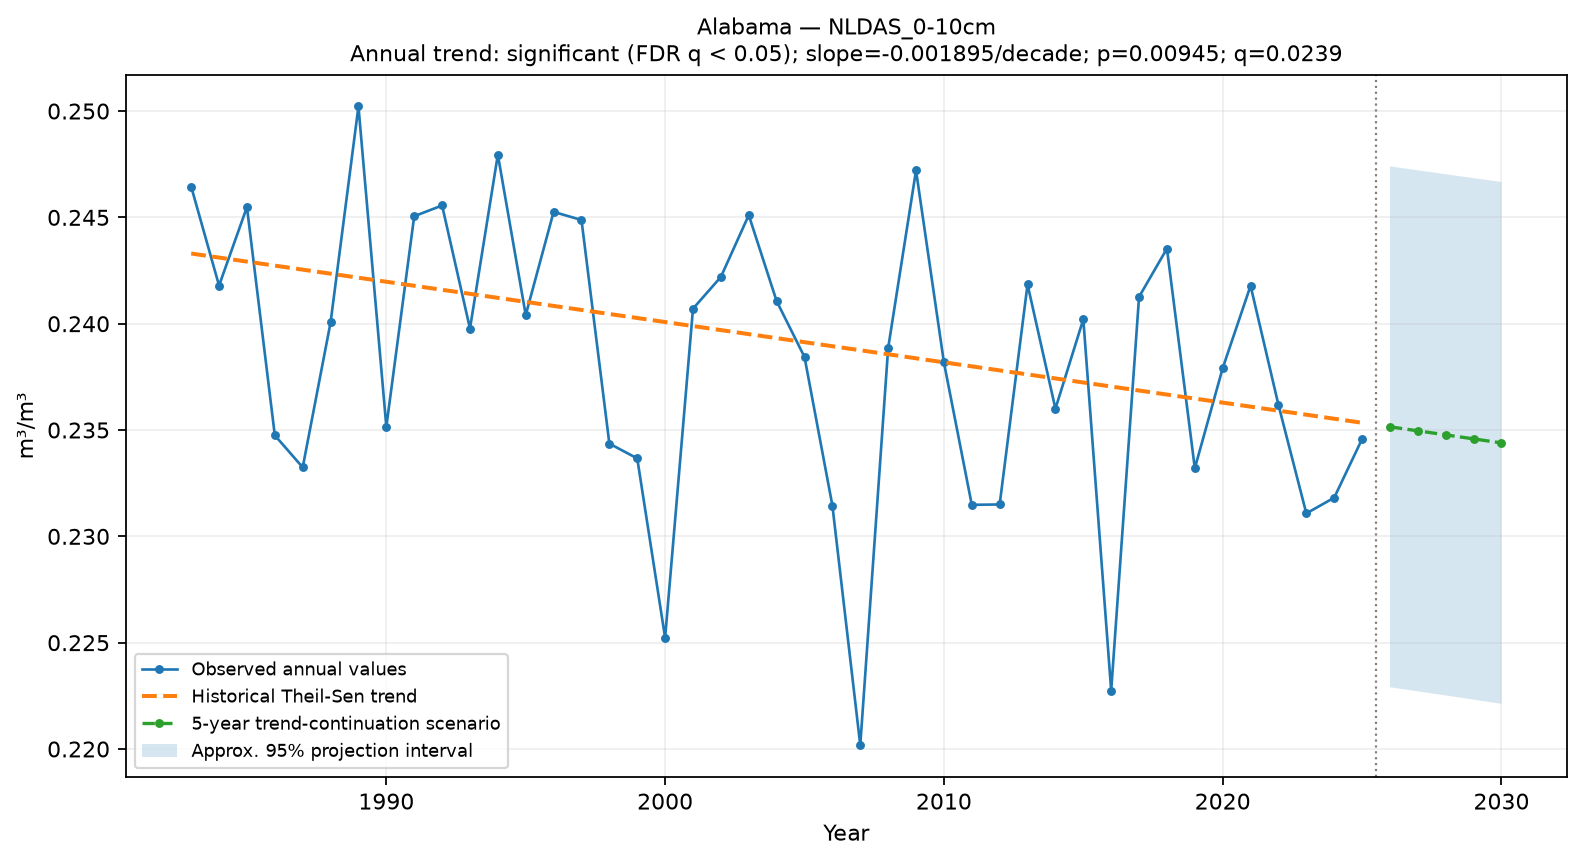 Alabama — NLDAS_0-10cm
Annual trend: significant (FDR q < 0.05); slope=-0.001895/decade; p=0.00945; q=0.0239
0.250
0.245
0.240
0.235
0.230
0.225
0.220
m³/m³
Observed annual values
Historical Theil-Sen trend
5-year trend-continuation scenario
Approx. 95% projection interval
1990
2000
2010
2020
2030
Year